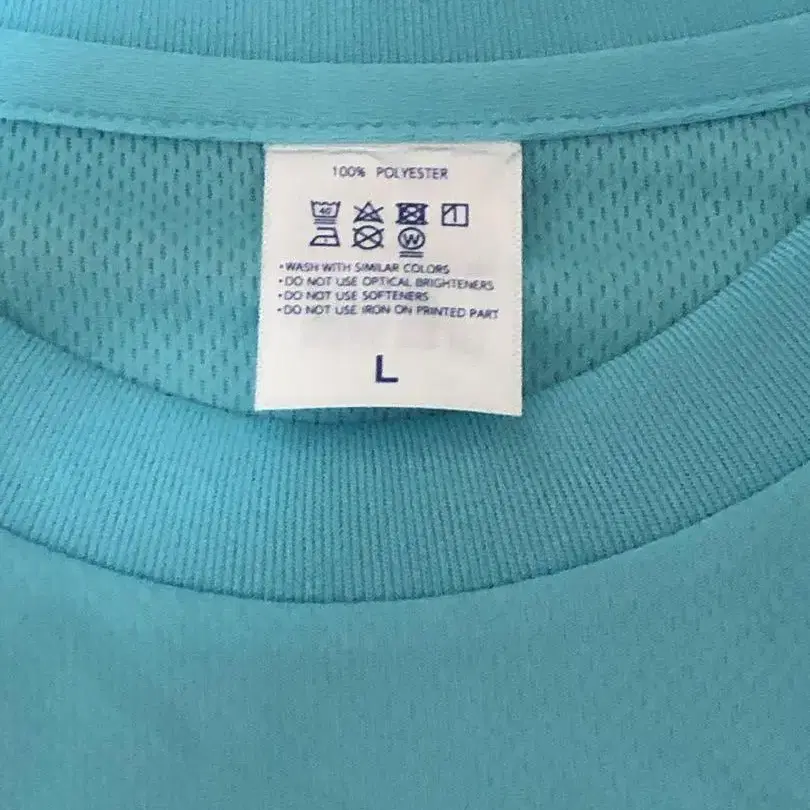 100% POLYESTER
40
W
• WASH WITH SIMILAR COLORS
• DO NOT USE OPTICAL BRIGHTENERS
• DO NOT USE SOFTENERS
• DO NOT USE IRON ON PRINTED PART
L